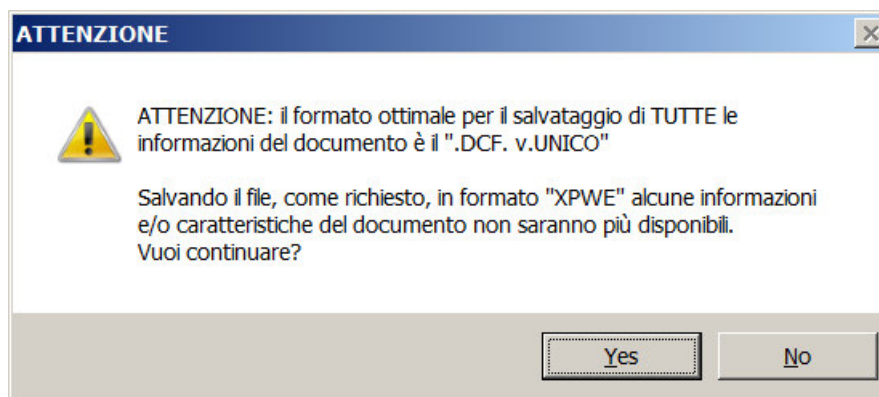 ATTENZIONE
ATTENZIONE: il formato ottimale per il salvataggio di TUTTE le
informazioni del documento è il ".DCF. v.UNICO"
Salvando il file, come richiesto, in formato "XPWE" alcune informazioni
e/o caratteristiche del documento non saranno più disponibili.
Vuoi continuare?
Yes
No